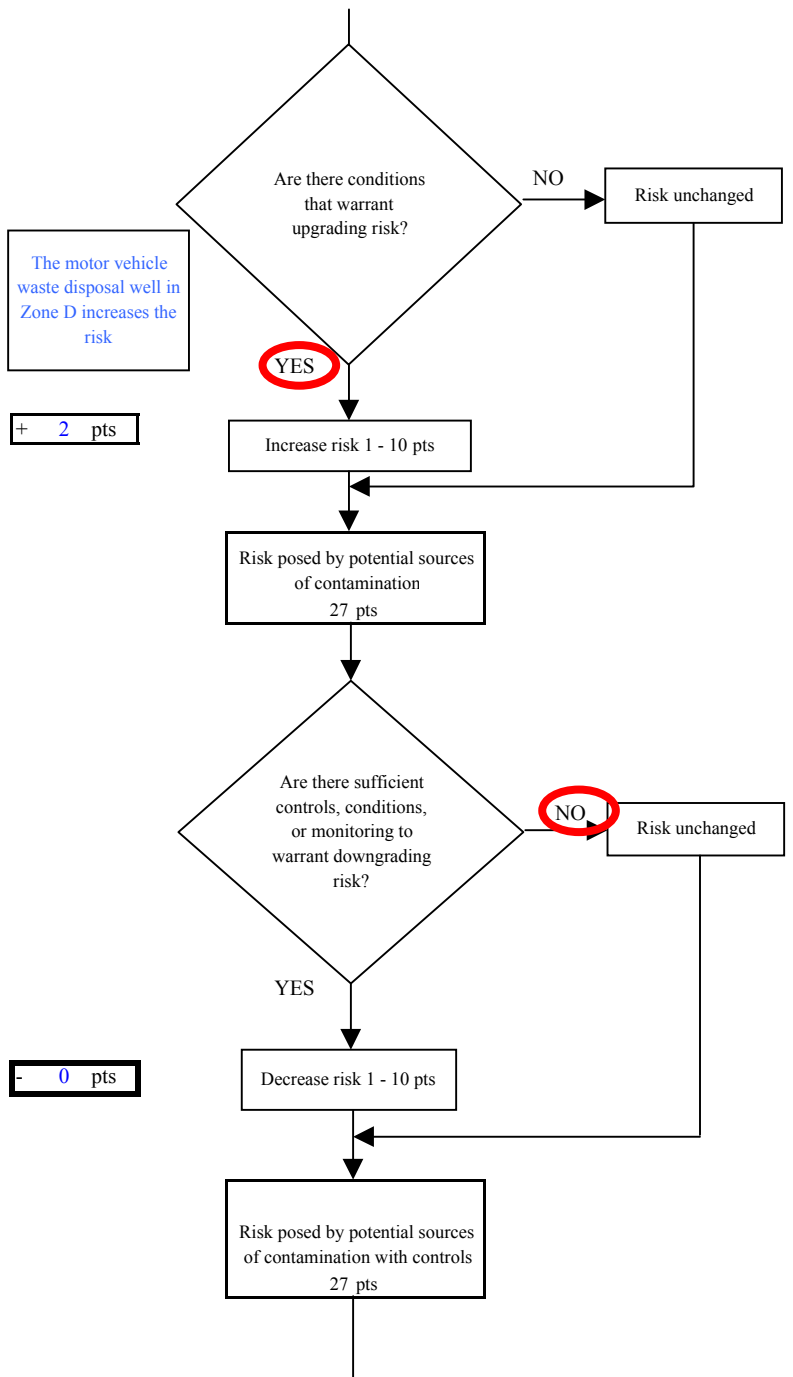 Are there conditions
that warrant
upgrading risk?
NO
Risk unchanged
The motor vehicle
waste disposal well in
Zone D increases the
risk
YES
+ 2 pts
Increase risk 1 - 10 pts
Risk posed by potential sources
of contamination
27 pts
Are there sufficient
controls, conditions,
or monitoring to
warrant downgrading
risk?
NO
Risk unchanged
YES
- 0 pts
Decrease risk 1 - 10 pts
Risk posed by potential sources
of contamination with controls
27 pts